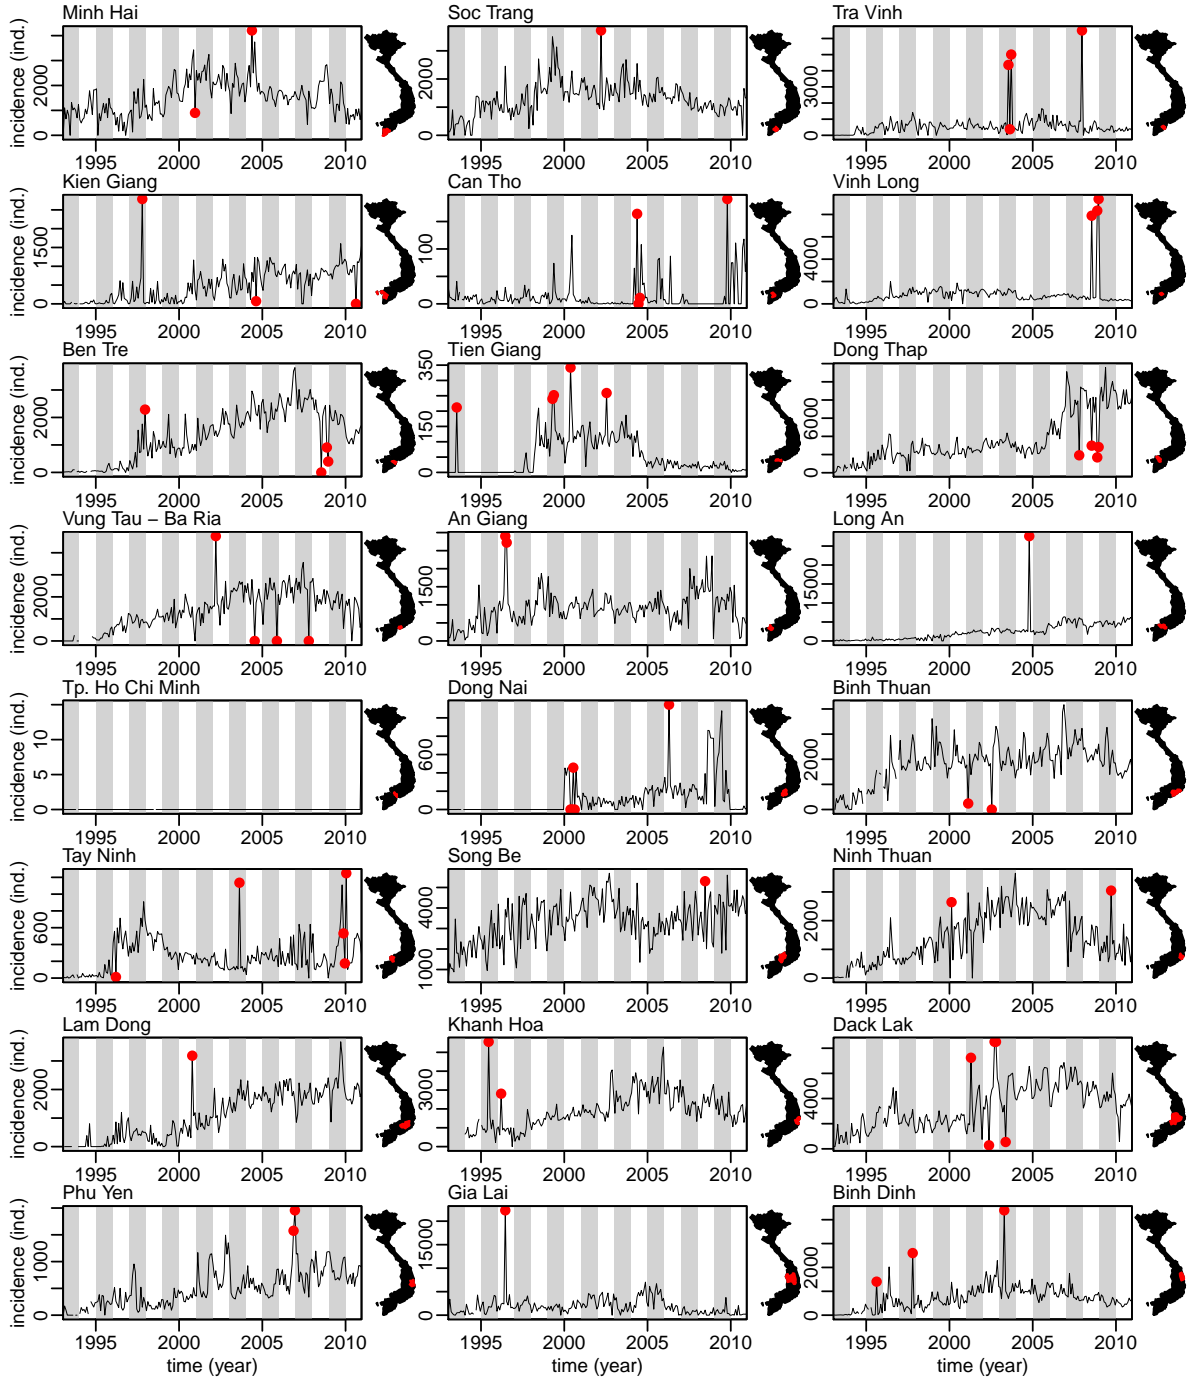 Minh Hai Soc Trang Tra Vinh
incidence (ind.)
0 2000 0 2000 0 3000
1995 2000 2005 2010 1995 2000 2005 2010 1995 2000 2005 2010
Kien Giang Can Tho Vinh Long
incidence (ind.)
0 1500 0 100 0 4000
1995 2000 2005 2010 1995 2000 2005 2010 1995 2000 2005 2010
Ben Tre Tien Giang Dong Thap
incidence (ind.)
0 2000 0 50 150 350 0 6000
1995 2000 2005 2010 1995 2000 2005 2010 1995 2000 2005 2010
Vung Tau – Ba Ria An Giang Long An
incidence (ind.)
0 2000 0 1500 0 15000
1995 2000 2005 2010 1995 2000 2005 2010 1995 2000 2005 2010
Tp. Ho Chi Minh Dong Nai Binh Thuan
incidence (ind.)
0 5 10 0 600 0 2000
1995 2000 2005 2010 1995 2000 2005 2010 1995 2000 2005 2010
Tay Ninh Song Be Ninh Thuan
incidence (ind.)
0 600 1000 4000 0 2000
1995 2000 2005 2010 1995 2000 2005 2010 1995 2000 2005 2010
Lam Dong Khanh Hoa Dack Lak
incidence (ind.)
0 2000 0 3000 0 4000
1995 2000 2005 2010 1995 2000 2005 2010 1995 2000 2005 2010
Phu Yen Gia Lai Binh Dinh
incidence (ind.)
0 1000 0 15000 0 2000
1995 2000 2005 2010 1995 2000 2005 2010 1995 2000 2005 2010
time (year) time (year) time (year)